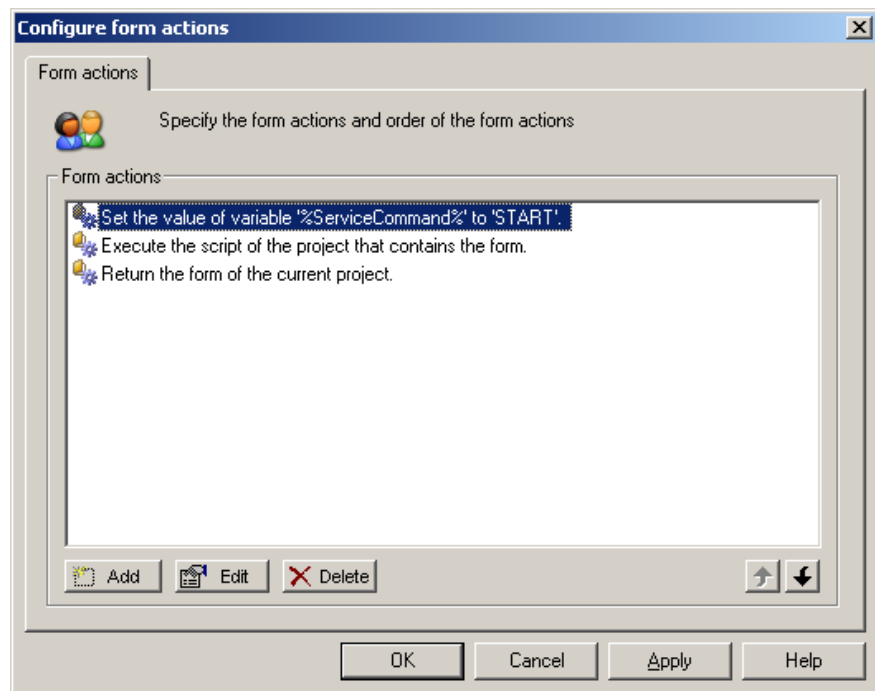 Configure form actions
Form actions
Specify the form actions and order of the form actions
Form actions
Set the value of variable '%ServiceCommand%' to 'START'.
Execute the script of the project that contains the form.
Return the form of the current project.
Add Edit Delete
OK Cancel Apply Help